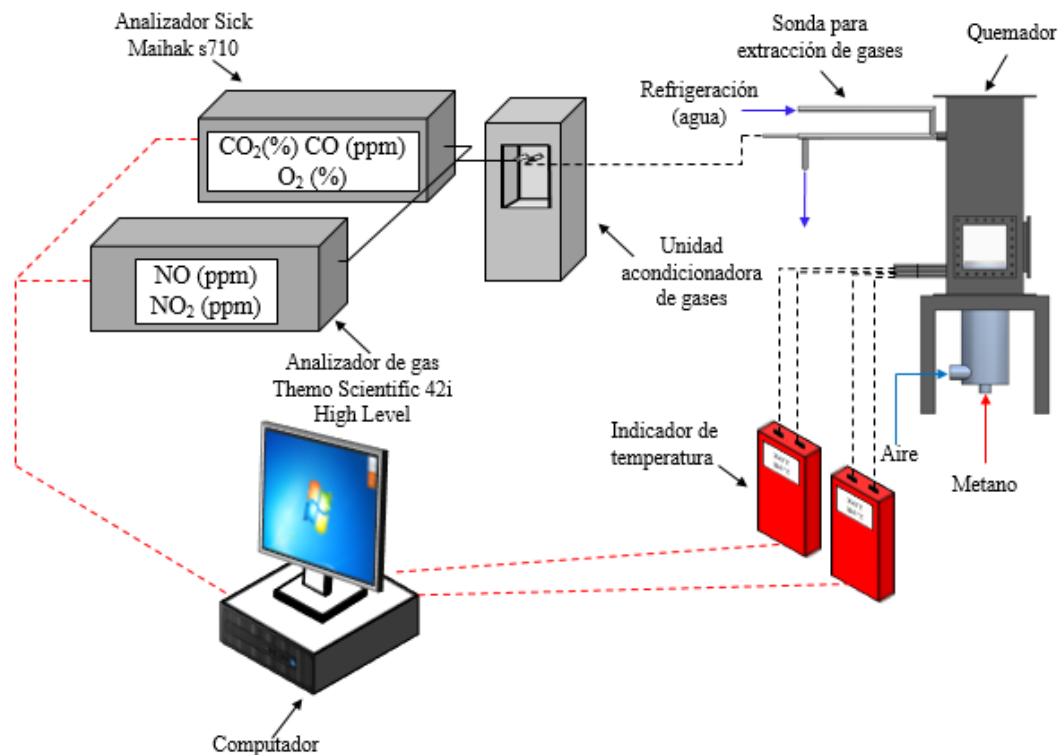 Analizador Sick
Maihak s710
Sonda para
extracción de gases
Quemador
Refrigeración
(agua)
CO₂(%) CO (ppm)
O₂ (%)
Unidad
acondicionadora
de gases
NO (ppm)
NO₂ (ppm)
Analizador de gas
Themo Scientific 42i
High Level
Indicador de
temperatura
Aire
Metano
Computador